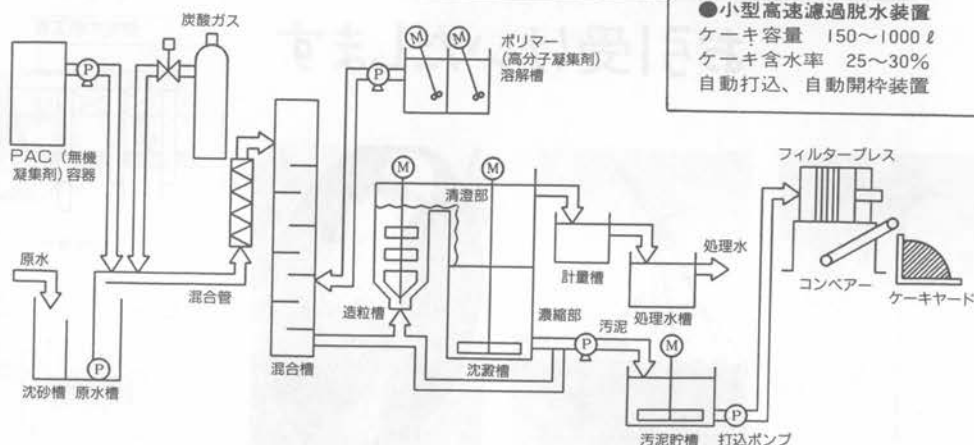 ●小型高速濾過脱水装置
ケーキ容量 150～1000ℓ
ケーキ含水率 25～30%
自動打込、自動開枠装置
炭酸ガス
M
M
ポリマー
(高分子凝集剤)
溶解槽
P
P
PAC (無機
凝集剤) 容器
フィルタープレス
M
M
清澄部
原水
計量槽
処理水
混合管
コンベアー
ケーキヤード
造粒槽
濃縮部
汚泥
処理水槽
P
M
混合槽
沈澱槽
P
沈砂槽
原水槽
P
汚泥貯槽
打込ポンプ